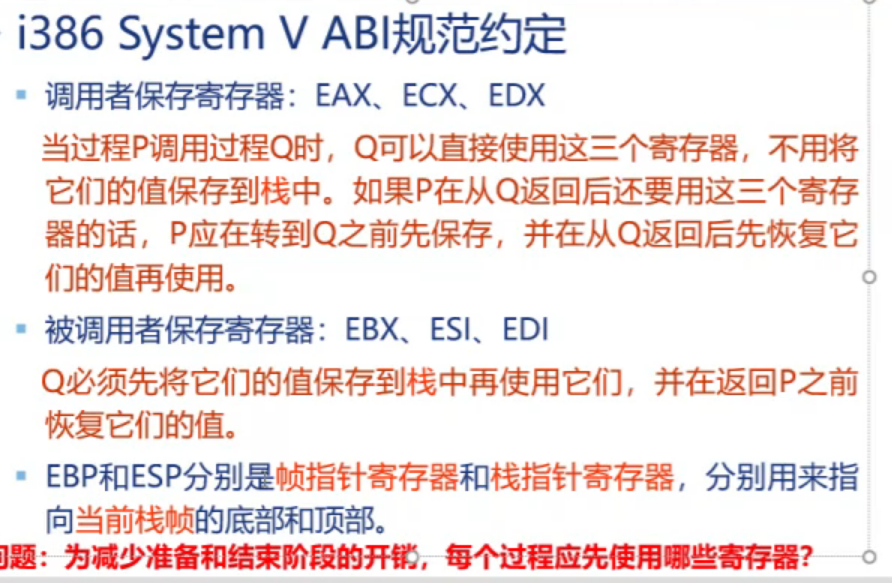 i386 System V ABI规范约定
调用者保存寄存器：EAX、ECX、EDX
当过程P调用过程Q时，Q可以直接使用这三个寄存器，不用将
它们的值保存到栈中。如果P在从Q返回后还要用这三个寄存
器的话，P应在转到Q之前先保存，并在从Q返回后先恢复它
们的值再使用。
被调用者保存寄存器：EBX、ESI、EDI
Q必须先将它们的值保存到栈中再使用它们，并在返回P之前
恢复它们的值。
EBP和ESP分别是帧指针寄存器和栈指针寄存器，分别用来指
向当前栈帧的底部和顶部。
问题：为减少准备和结束阶段的开销，每个过程应先使用哪些寄存器？